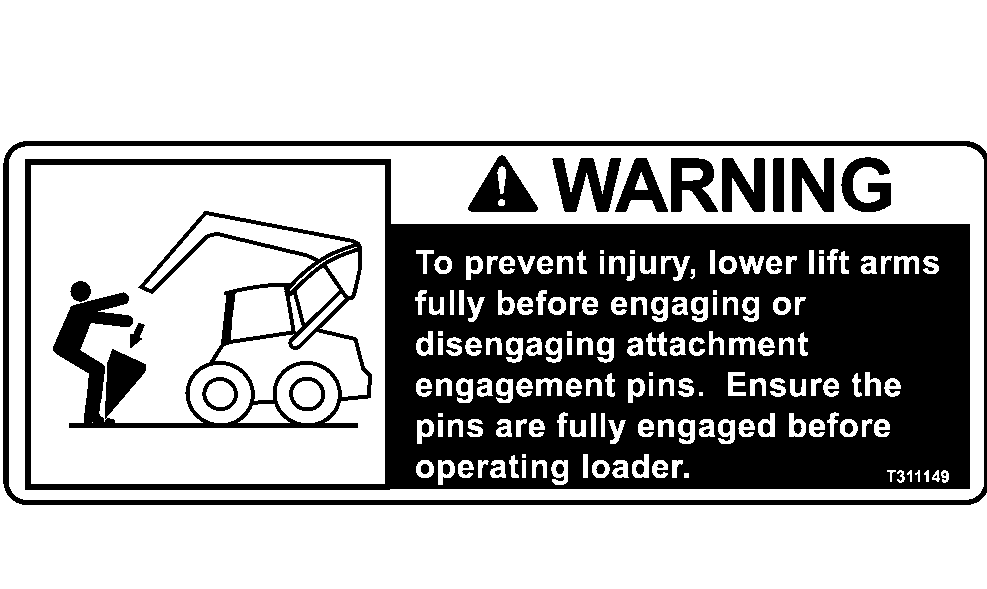 WARNING
To prevent injury, lower lift arms
fully before engaging or
disengaging attachment
engagement pins.  Ensure the
pins are fully engaged before
operating loader.
T311149